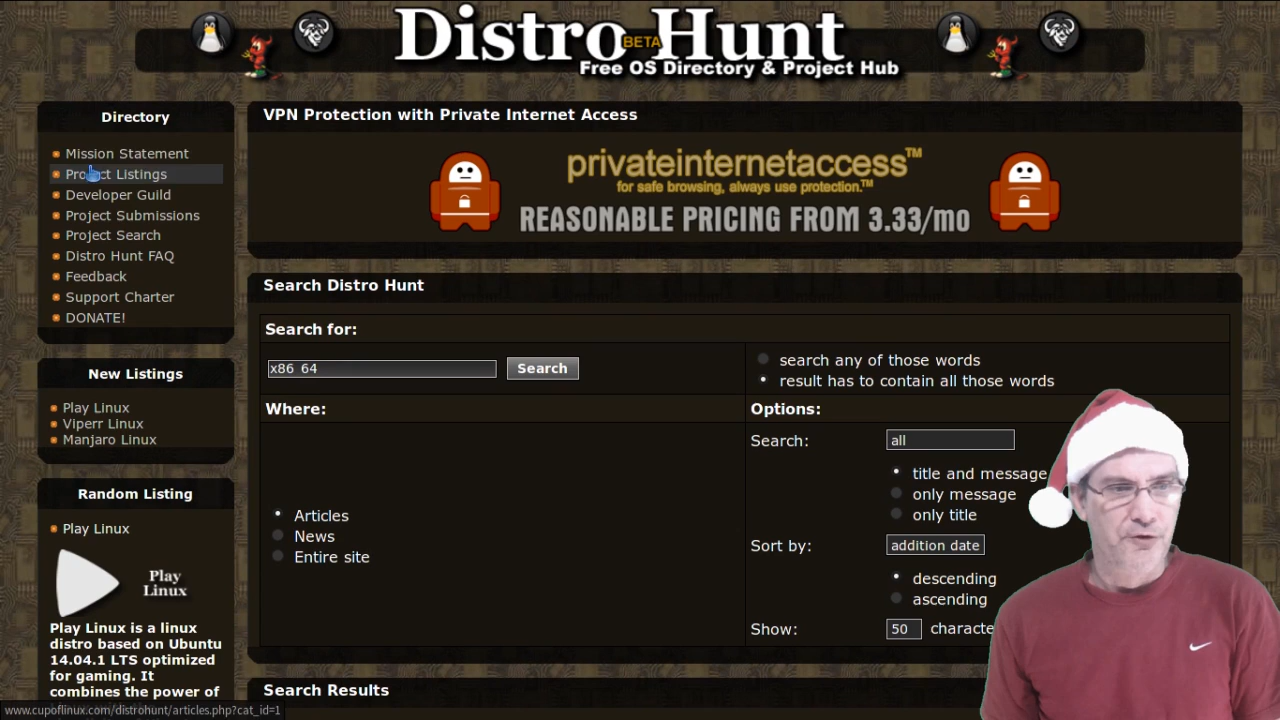 Distro Hunt
BETA
Free OS Directory & Project Hub
Directory
Mission Statement
Project Listings
Developer Guild
Project Submissions
Project Search
Distro Hunt FAQ
Feedback
Support Charter
DONATE!
New Listings
Play Linux
Viperr Linux
Manjaro Linux
Random Listing
Play Linux
Play
Linux
Play Linux is a linux
distro based on Ubuntu
14.04.1 LTS optimized
for gaming. It
combines the power of
www.cupoflinux.com/distrohunt/articles.php?cat_id=1
VPN Protection with Private Internet Access
privateinternetaccess™
for safe browsing, always use protection.™
REASONABLE PRICING FROM 3.33/mo
Search Distro Hunt
Search for:
x86_64 Search
search any of those words
result has to contain all those words
Where:
Articles
News
Entire site
Options:
Search: all
title and message
only message
only title
Sort by: addition date
descending
ascending
Show: 50
Search Results